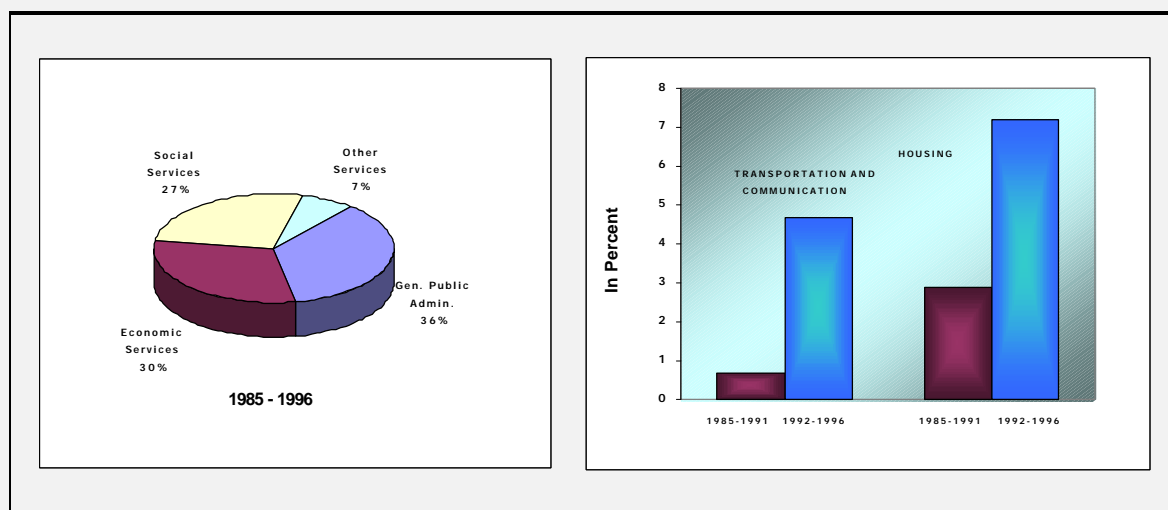 Social
Services
27%
Other
Services
7%
Gen. Public
Admin.
36%
Economic
Services
30%
1985 - 1996
8
7
6
5
4
3
2
1
0
In Percent
HOUSING
TRANSPORTATION AND
COMMUNICATION
1985-1991 1992-1996 1985-1991 1992-1996